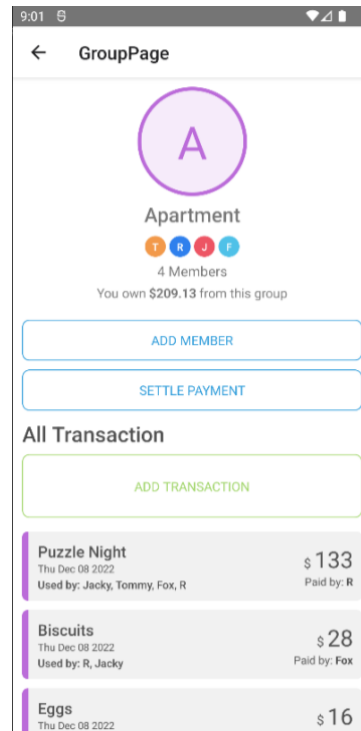 9:01
GroupPage
A
Apartment
T R J F
4 Members
You own $209.13 from this group
ADD MEMBER
SETTLE PAYMENT
All Transaction
ADD TRANSACTION
Puzzle Night
$ 133
Thu Dec 08 2022
Paid by: R
Used by: Jacky, Tommy, Fox, R
Biscuits
$ 28
Thu Dec 08 2022
Paid by: Fox
Used by: R, Jacky
Eggs
$ 16
Thu Dec 08 2022